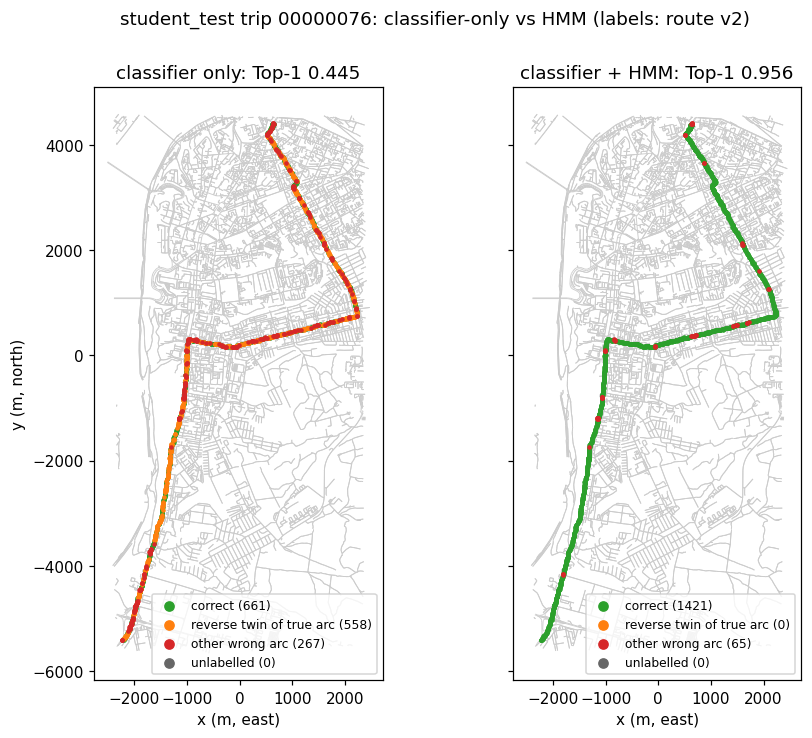 student_test trip 00000076: classifier-only vs HMM (labels: route v2)
classifier only: Top-1 0.445
classifier + HMM: Top-1 0.956
y (m, north)
4000
2000
0
−2000
−4000
−6000
correct (661)
reverse twin of true arc (558)
other wrong arc (267)
unlabelled (0)
correct (1421)
reverse twin of true arc (0)
other wrong arc (65)
unlabelled (0)
−2000 −1000 0 1000 2000
−2000 −1000 0 1000 2000
x (m, east)
x (m, east)